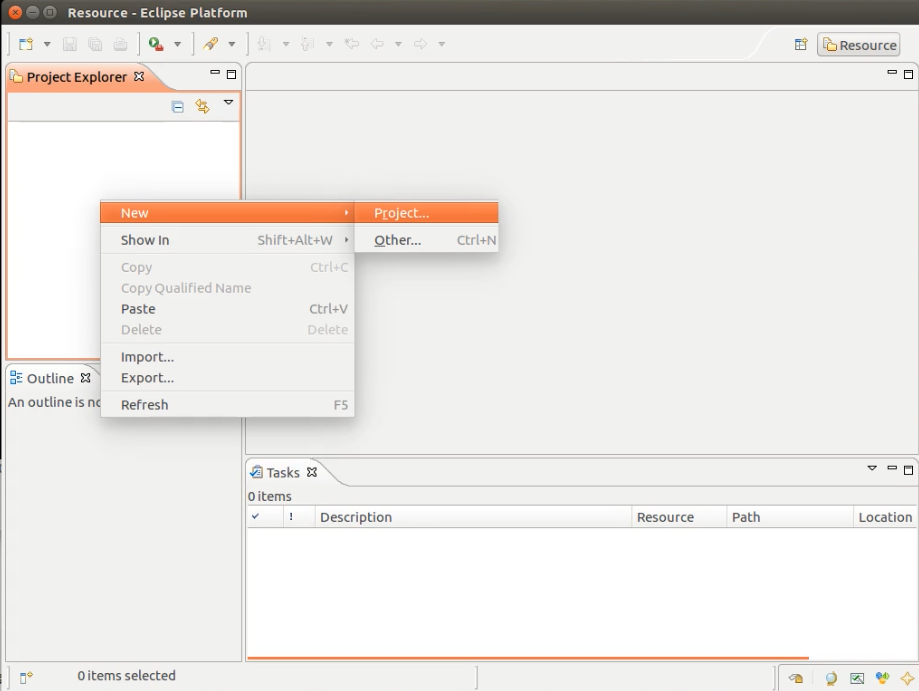 Resource - Eclipse Platform
Resource
Project Explorer
New
Project...
Show In Shift+Alt+W
Other... Ctrl+N
Copy Ctrl+C
Copy Qualified Name
Paste Ctrl+V
Delete Delete
Import...
Export...
Refresh F5
Outline
An outline is no
Tasks
0 items
! Description Resource Path Location
0 items selected